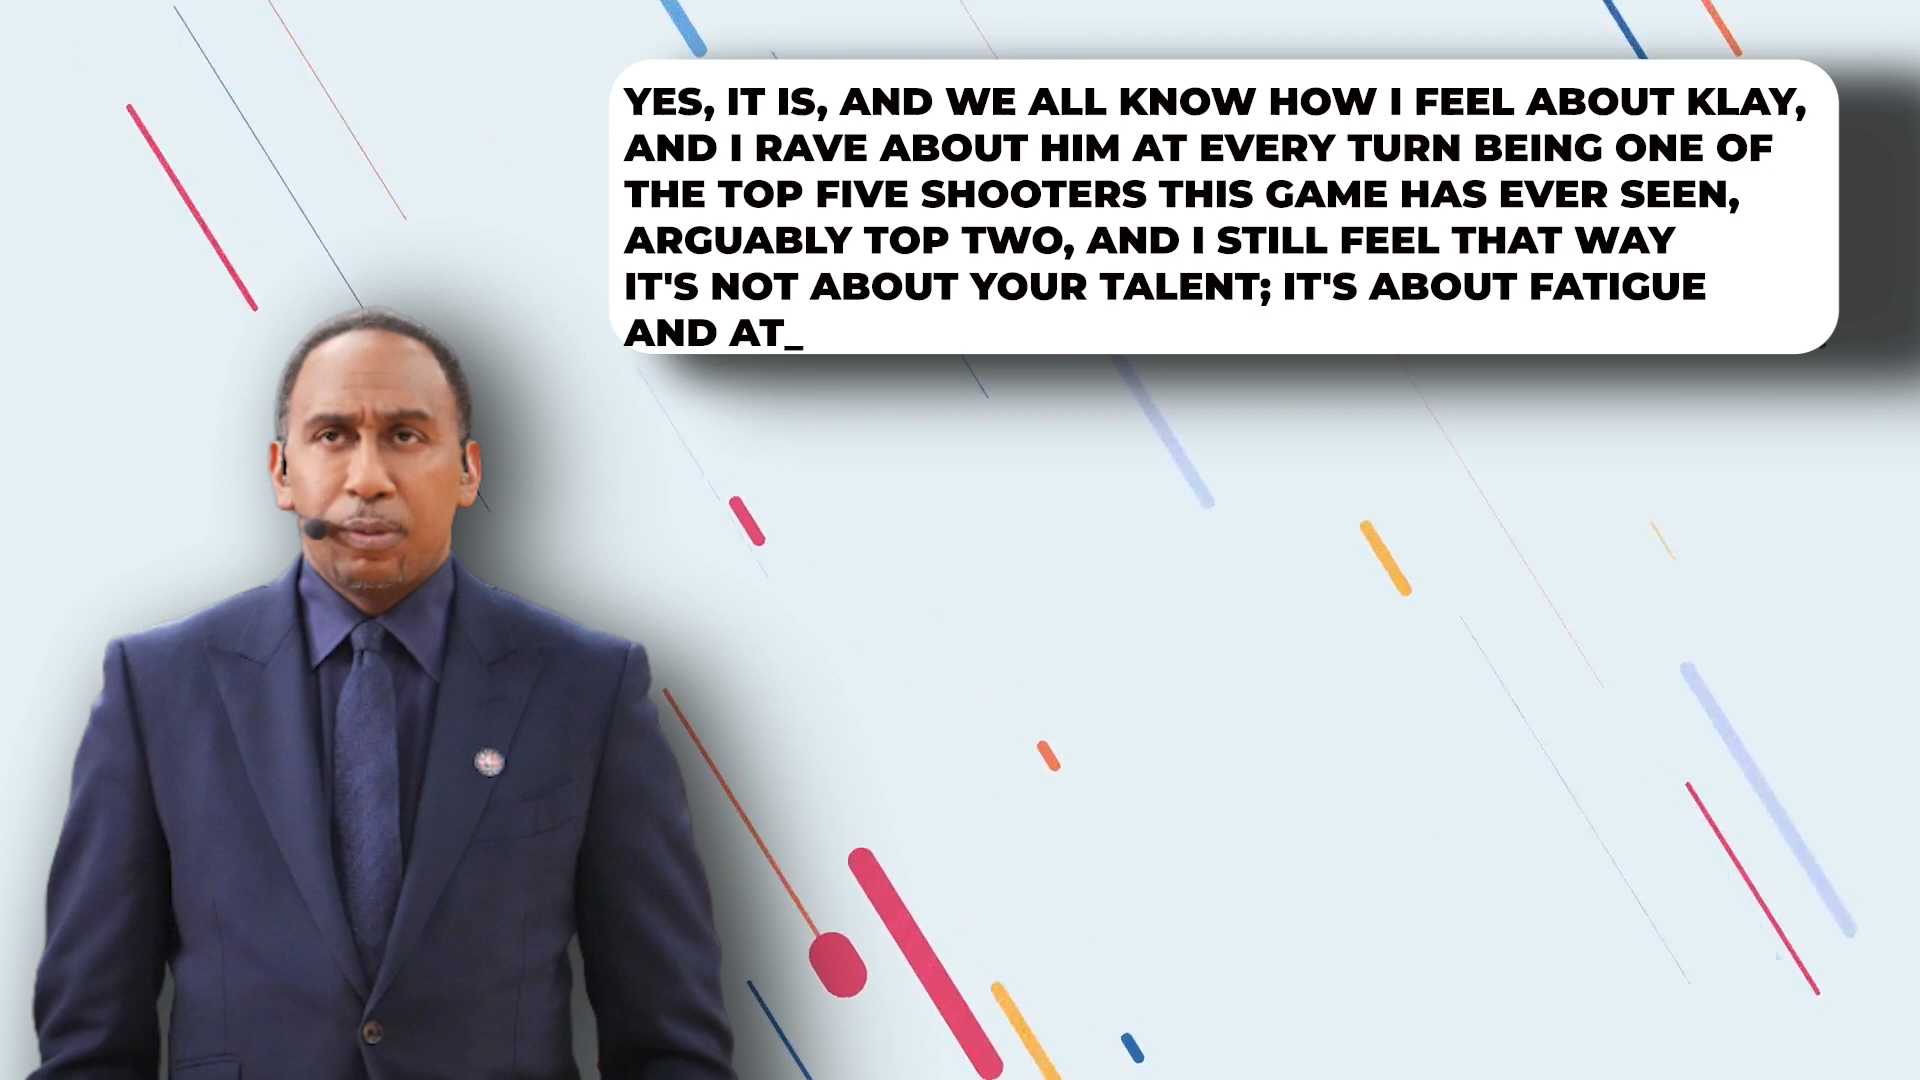 YES, IT IS, AND WE ALL KNOW HOW I FEEL ABOUT KLAY,
AND I RAVE ABOUT HIM AT EVERY TURN BEING ONE OF
THE TOP FIVE SHOOTERS THIS GAME HAS EVER SEEN,
ARGUABLY TOP TWO, AND I STILL FEEL THAT WAY
IT'S NOT ABOUT YOUR TALENT; IT'S ABOUT FATIGUE
AND AT_